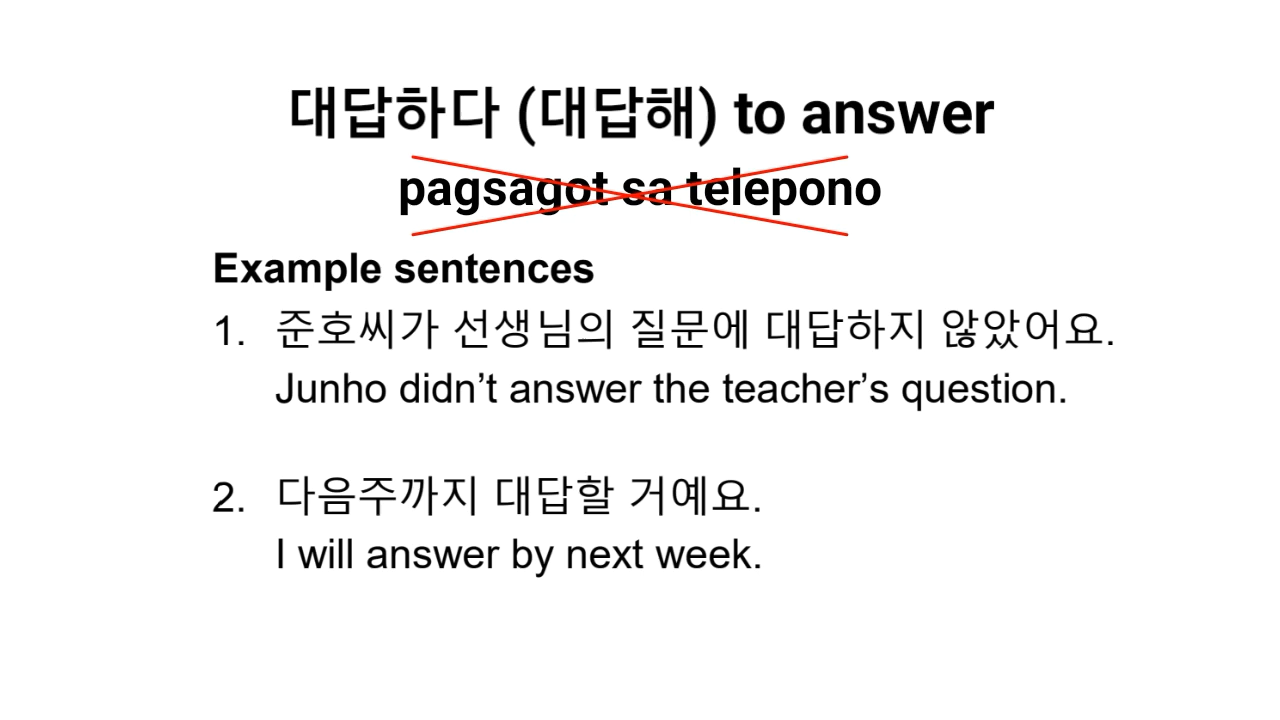 대답하다 (대답해) to answer
pagsagot sa telepono
Example sentences
1. 준호씨가 선생님의 질문에 대답하지 않았어요.
Junho didn’t answer the teacher’s question.
2. 다음주까지 대답할 거예요.
I will answer by next week.